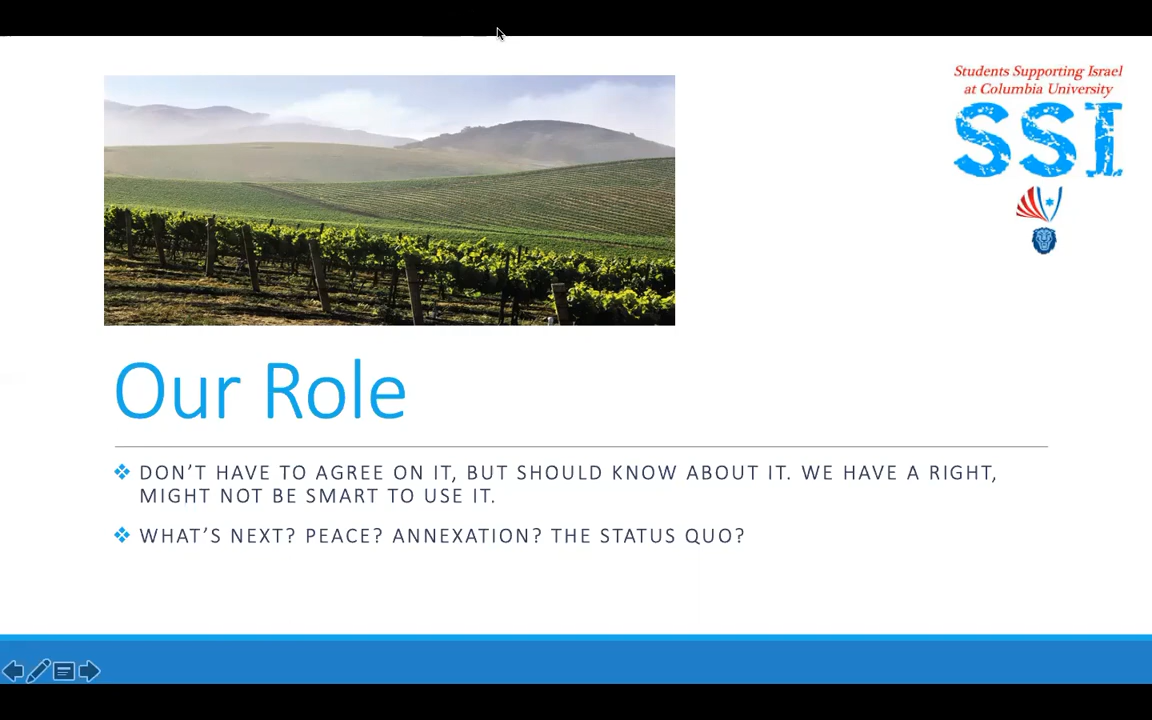 Students Supporting Israel
at Columbia University
SSI
Our Role
DON'T HAVE TO AGREE ON IT, BUT SHOULD KNOW ABOUT IT. WE HAVE A RIGHT,
MIGHT NOT BE SMART TO USE IT.
WHAT'S NEXT? PEACE? ANNEXATION? THE STATUS QUO?